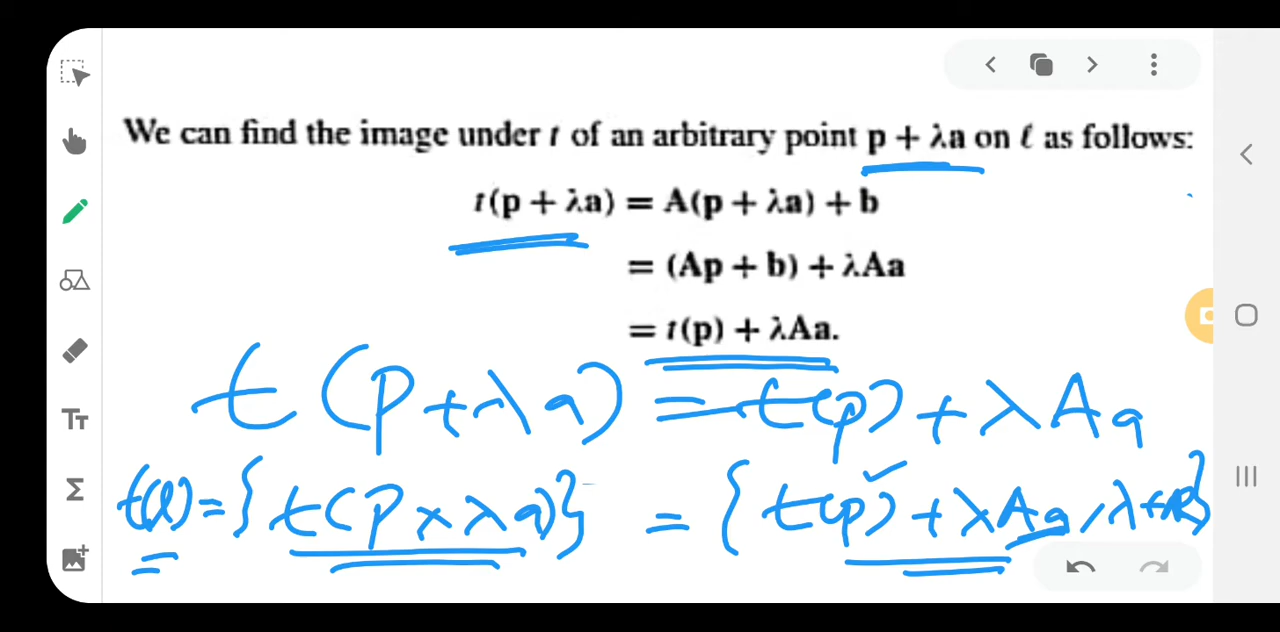 We can find the image under t of an arbitrary point p + λa on ℓ as follows:
t(p + λa) = A(p + λa) + b
= (Ap + b) + λAa
= t(p) + λAa.
t(p+λa) = t(p) + λAa
t(l) = {t(p × λa)} = {t(p) + λAa, λ∈R}
TT
Σ